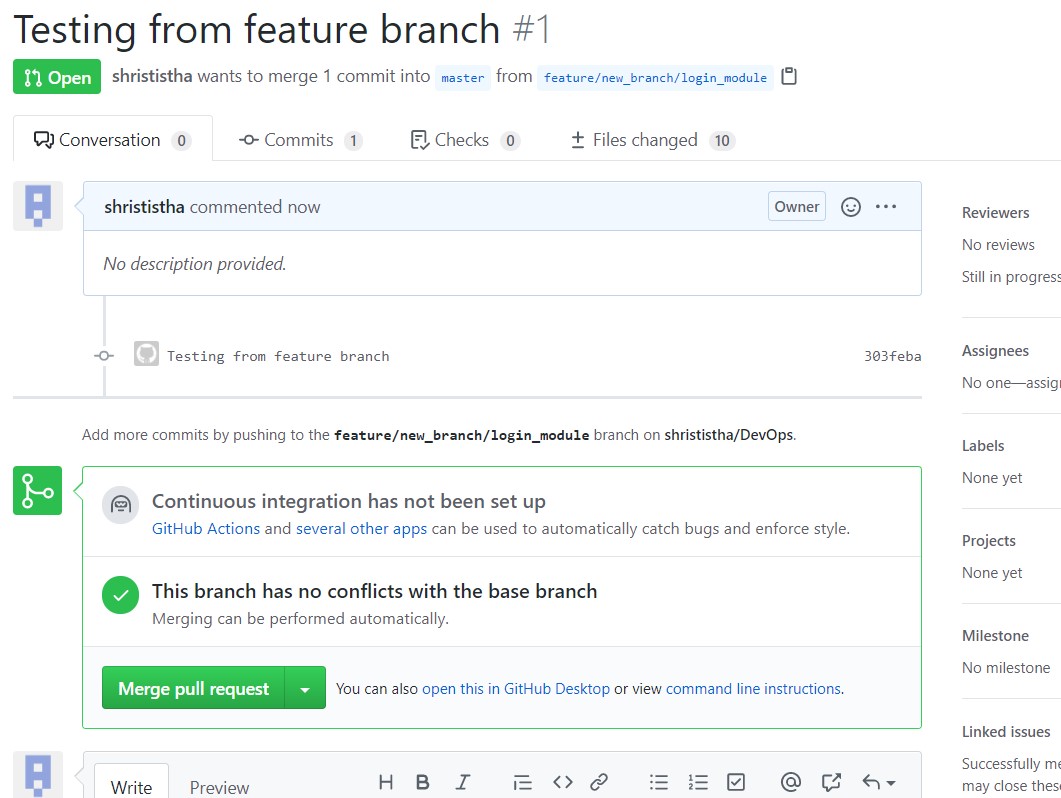 Testing from feature branch #1
Open shrististha wants to merge 1 commit into master from feature/new_branch/login_module
Conversation 0 Commits 1 Checks 0 Files changed 10
shrististha commented now Owner
No description provided.
Testing from feature branch 303feba
Add more commits by pushing to the feature/new_branch/login_module branch on shrististha/DevOps.
Continuous integration has not been set up
GitHub Actions and several other apps can be used to automatically catch bugs and enforce style.
This branch has no conflicts with the base branch
Merging can be performed automatically.
Merge pull request You can also open this in GitHub Desktop or view command line instructions.
Write Preview H B I
Reviewers
No reviews
Still in progress
Assignees
No one—assig
Labels
None yet
Projects
None yet
Milestone
No milestone
Linked issues
Successfully me
may close these